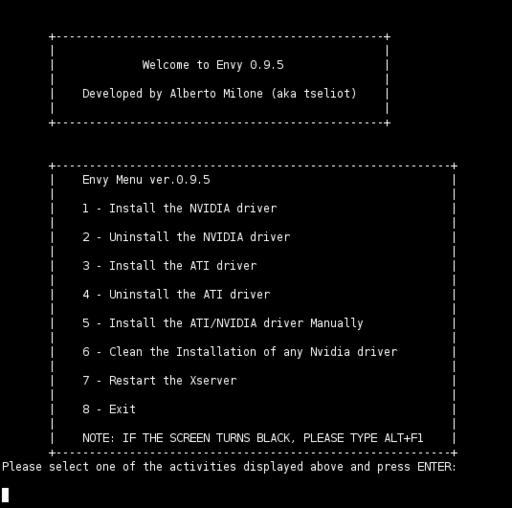 Welcome to Envy 0.9.5
Developed by Alberto Milone (aka tseliot)
Envy Menu ver.0.9.5
1 - Install the NVIDIA driver
2 - Uninstall the NVIDIA driver
3 - Install the ATI driver
4 - Uninstall the ATI driver
5 - Install the ATI/NVIDIA driver Manually
6 - Clean the Installation of any Nvidia driver
7 - Restart the Xserver
8 - Exit
NOTE: IF THE SCREEN TURNS BLACK, PLEASE TYPE ALT+F1
Please select one of the activities displayed above and press ENTER: